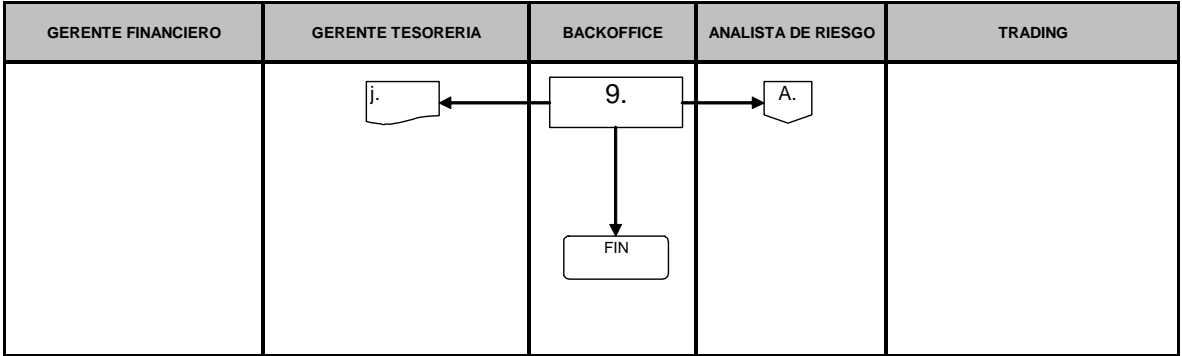 GERENTE FINANCIERO
GERENTE TESORERIA
BACKOFFICE
ANALISTA DE RIESGO
TRADING
j.
9.
A.
FIN